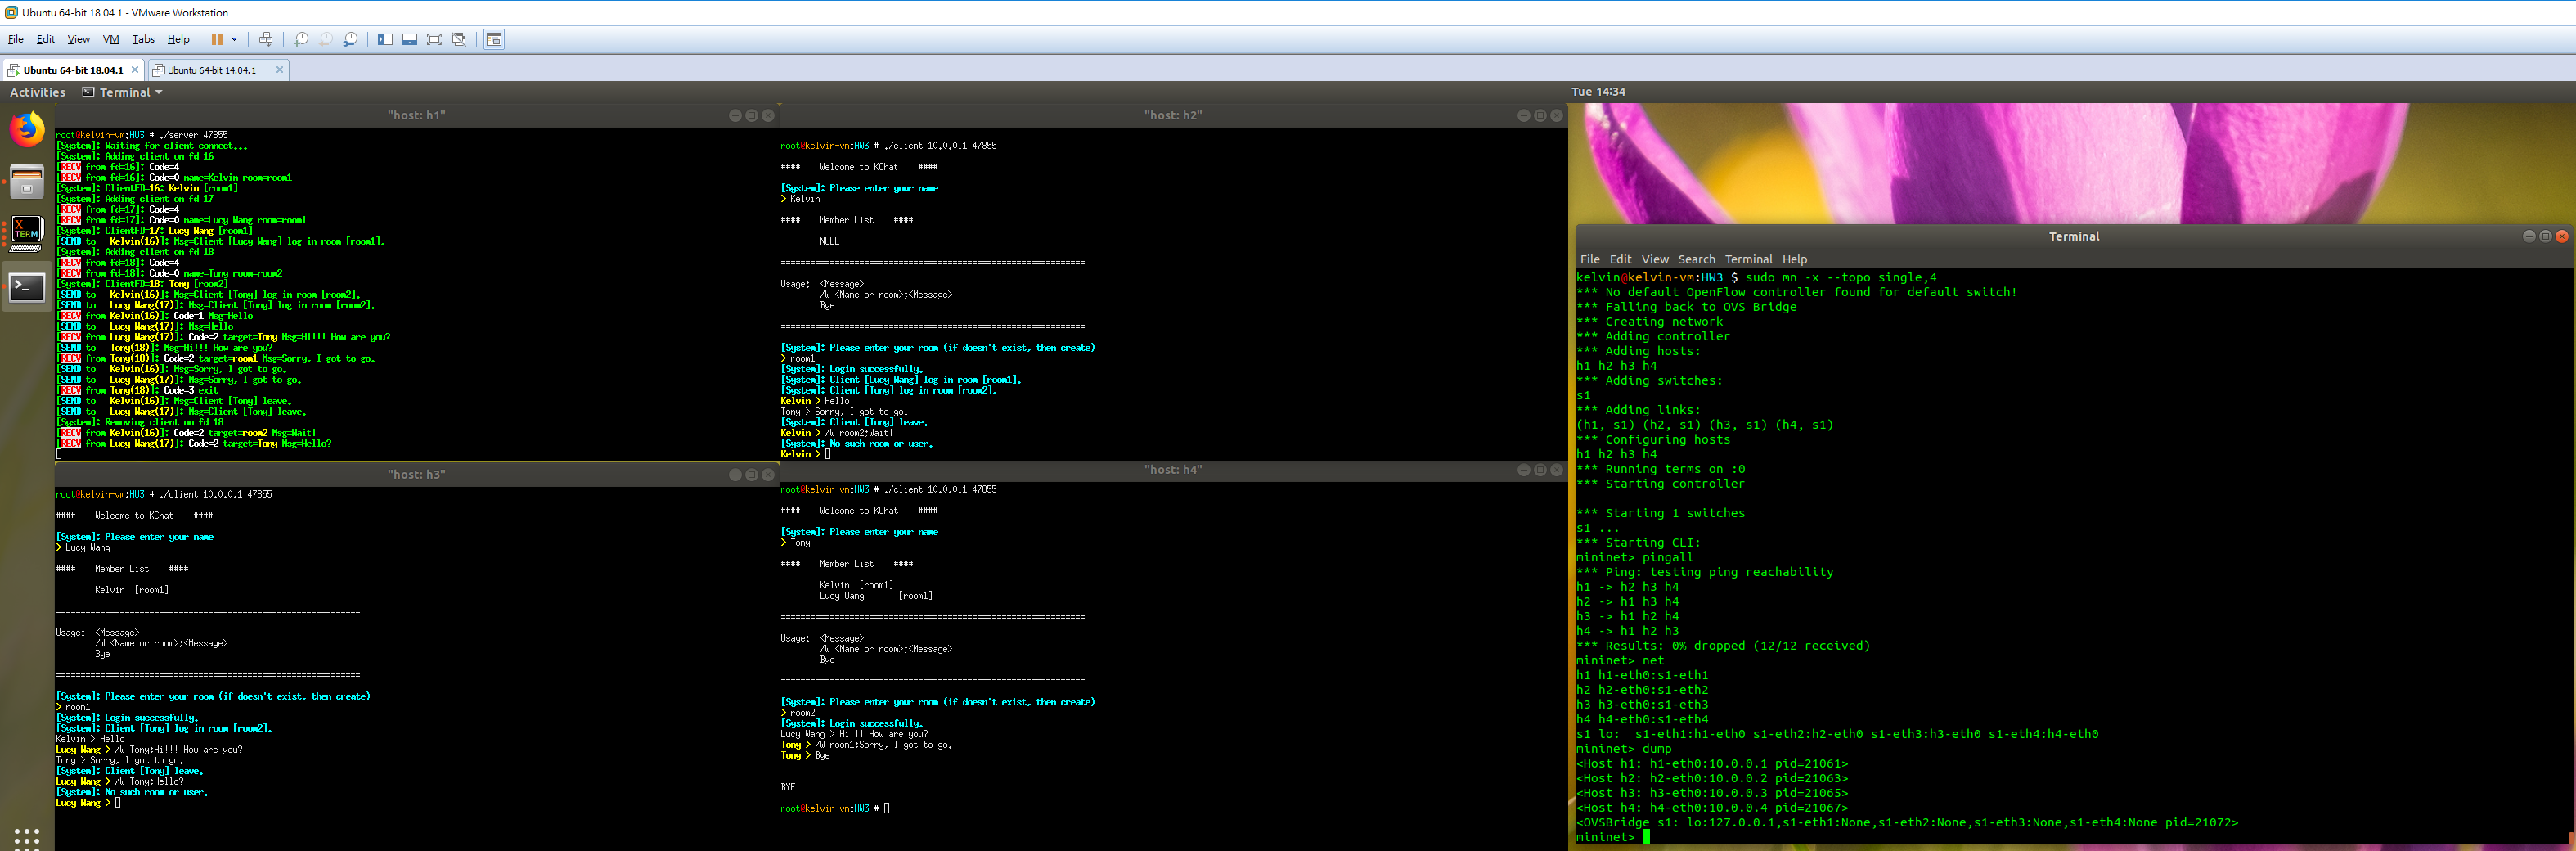 Ubuntu 64-bit 18.04.1 - VMware Workstation
File Edit View VM Tabs Help
Ubuntu 64-bit 18.04.1 Ubuntu 64-bit 14.04.1
Activities Terminal Tue 14:34
"host: h1"
root@kelvin-vm:HW3 # ./server 47855
[System]: Waiting for client connect...
[System]: Adding client on fd 16
[RECV from fd=16]: Code=4
[RECV from fd=16]: Code=0 name=Kelvin room=room1
[System]: ClientFD=16: Kelvin [room1]
[System]: Adding client on fd 17
[RECV from fd=17]: Code=4
[RECV from fd=17]: Code=0 name=Lucy Wang room=room1
[System]: ClientFD=17: Lucy Wang [room1]
[SEND to   Kelvin(16)]: Msg=Client [Lucy Wang] log in room [room1].
[System]: Adding client on fd 18
[RECV from fd=18]: Code=4
[RECV from fd=18]: Code=0 name=Tony room=room2
[System]: ClientFD=18: Tony [room2]
[SEND to   Kelvin(16)]: Msg=Client [Tony] log in room [room2].
[SEND to   Lucy Wang(17)]: Msg=Client [Tony] log in room [room2].
[RECV from Kelvin(16)]: Code=1 Msg=Hello
[SEND to   Lucy Wang(17)]: Msg=Hello
[RECV from Lucy Wang(17)]: Code=2 target=Tony Msg=Hi!!! How are you?
[SEND to   Tony(18)]: Msg=Hi!!! How are you?
[RECV from Tony(18)]: Code=2 target=room1 Msg=Sorry, I got to go.
[SEND to   Kelvin(16)]: Msg=Sorry, I got to go.
[SEND to   Lucy Wang(17)]: Msg=Sorry, I got to go.
[RECV from Tony(18)]: Code=3 exit
[SEND to   Kelvin(16)]: Msg=Client [Tony] leave.
[SEND to   Lucy Wang(17)]: Msg=Client [Tony] leave.
[System]: Removing client on fd 18
[RECV from Kelvin(16)]: Code=2 target=room2 Msg=Wait!
[RECV from Lucy Wang(17)]: Code=2 target=Tony Msg=Hello?
"host: h2"
root@kelvin-vm:HW3 # ./client 10.0.0.1 47855
####    Welcome to KChat    ####
[System]: Please enter your name
> Kelvin
####    Member List    ####
NULL
==============================================================
Usage:  <Message>
/W <Name or room>;<Message>
Bye
==============================================================
[System]: Please enter your room (if doesn't exist, then create)
> room1
[System]: Login successfully.
[System]: Client [Lucy Wang] log in room [room1].
[System]: Client [Tony] log in room [room2].
Kelvin > Hello
Tony > Sorry, I got to go.
[System]: Client [Tony] leave.
Kelvin > /W room2;Wait!
[System]: No such room or user.
Kelvin >
"host: h3"
root@kelvin-vm:HW3 # ./client 10.0.0.1 47855
####    Welcome to KChat    ####
[System]: Please enter your name
> Lucy Wang
####    Member List    ####
Kelvin  [room1]
==============================================================
Usage:  <Message>
/W <Name or room>;<Message>
Bye
==============================================================
[System]: Please enter your room (if doesn't exist, then create)
> room1
[System]: Login successfully.
[System]: Client [Tony] log in room [room2].
Kelvin > Hello
Lucy Wang > /W Tony;Hi!!! How are you?
Tony > Sorry, I got to go.
[System]: Client [Tony] leave.
Lucy Wang > /W Tony;Hello?
[System]: No such room or user.
Lucy Wang >
"host: h4"
root@kelvin-vm:HW3 # ./client 10.0.0.1 47855
####    Welcome to KChat    ####
[System]: Please enter your name
> Tony
####    Member List    ####
Kelvin  [room1]
Lucy Wang       [room1]
==============================================================
Usage:  <Message>
/W <Name or room>;<Message>
Bye
==============================================================
[System]: Please enter your room (if doesn't exist, then create)
> room2
[System]: Login successfully.
Lucy Wang > Hi!!! How are you?
Tony > /W room1;Sorry, I got to go.
Tony > Bye
BYE!
root@kelvin-vm:HW3 #
XTERM
Terminal
File Edit View Search Terminal Help
kelvin@kelvin-vm:HW3 $ sudo mn -x --topo single,4
*** No default OpenFlow controller found for default switch!
*** Falling back to OVS Bridge
*** Creating network
*** Adding controller
*** Adding hosts:
h1 h2 h3 h4
*** Adding switches:
s1
*** Adding links:
(h1, s1) (h2, s1) (h3, s1) (h4, s1)
*** Configuring hosts
h1 h2 h3 h4
*** Running terms on :0
*** Starting controller
*** Starting 1 switches
s1 ...
*** Starting CLI:
mininet> pingall
*** Ping: testing ping reachability
h1 -> h2 h3 h4
h2 -> h1 h3 h4
h3 -> h1 h2 h4
h4 -> h1 h2 h3
*** Results: 0% dropped (12/12 received)
mininet> net
h1 h1-eth0:s1-eth1
h2 h2-eth0:s1-eth2
h3 h3-eth0:s1-eth3
h4 h4-eth0:s1-eth4
s1 lo:  s1-eth1:h1-eth0 s1-eth2:h2-eth0 s1-eth3:h3-eth0 s1-eth4:h4-eth0
mininet> dump
<Host h1: h1-eth0:10.0.0.1 pid=21061>
<Host h2: h2-eth0:10.0.0.2 pid=21063>
<Host h3: h3-eth0:10.0.0.3 pid=21065>
<Host h4: h4-eth0:10.0.0.4 pid=21067>
<OVSBridge s1: lo:127.0.0.1,s1-eth1:None,s1-eth2:None,s1-eth3:None,s1-eth4:None pid=21072>
mininet>